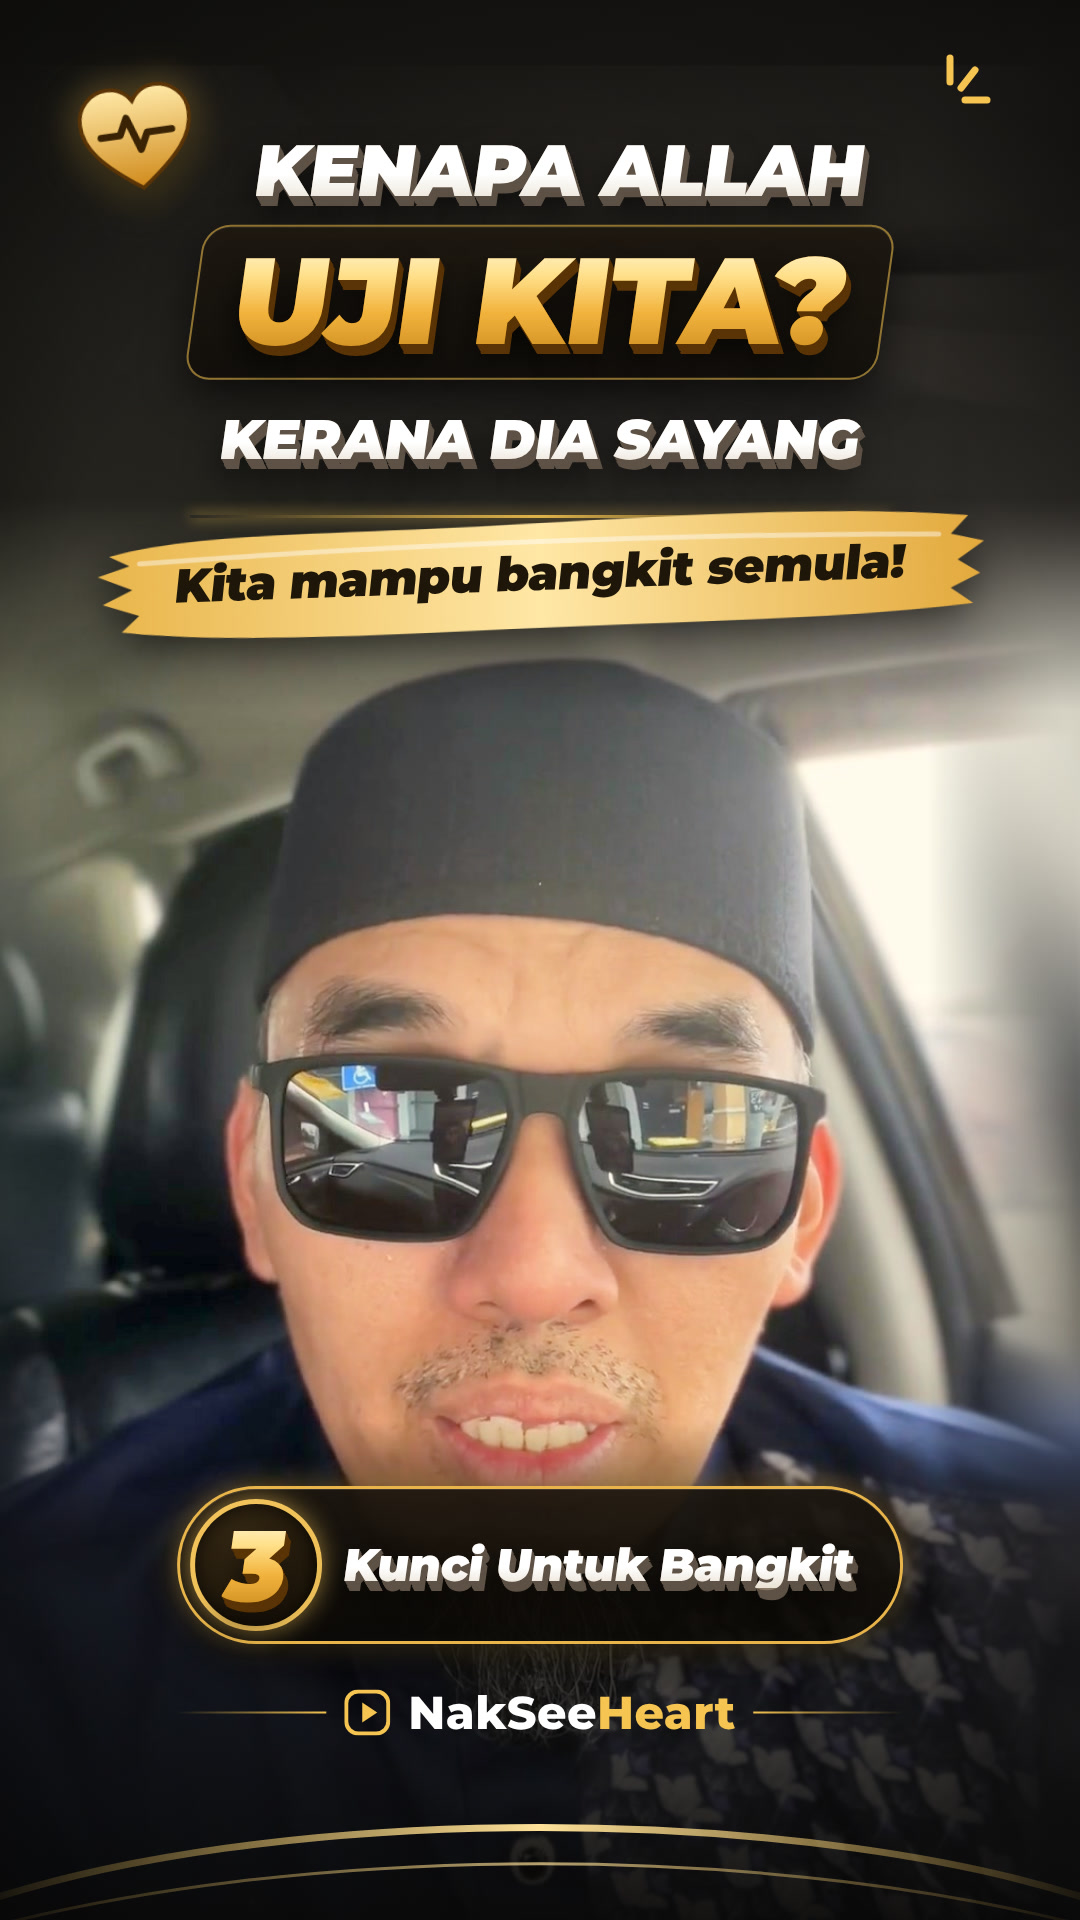 KENAPA ALLAH
UJI KITA?
KERANA DIA SAYANG
Kita mampu bangkit semula!
3 Kunci Untuk Bangkit
NakSeeHeart